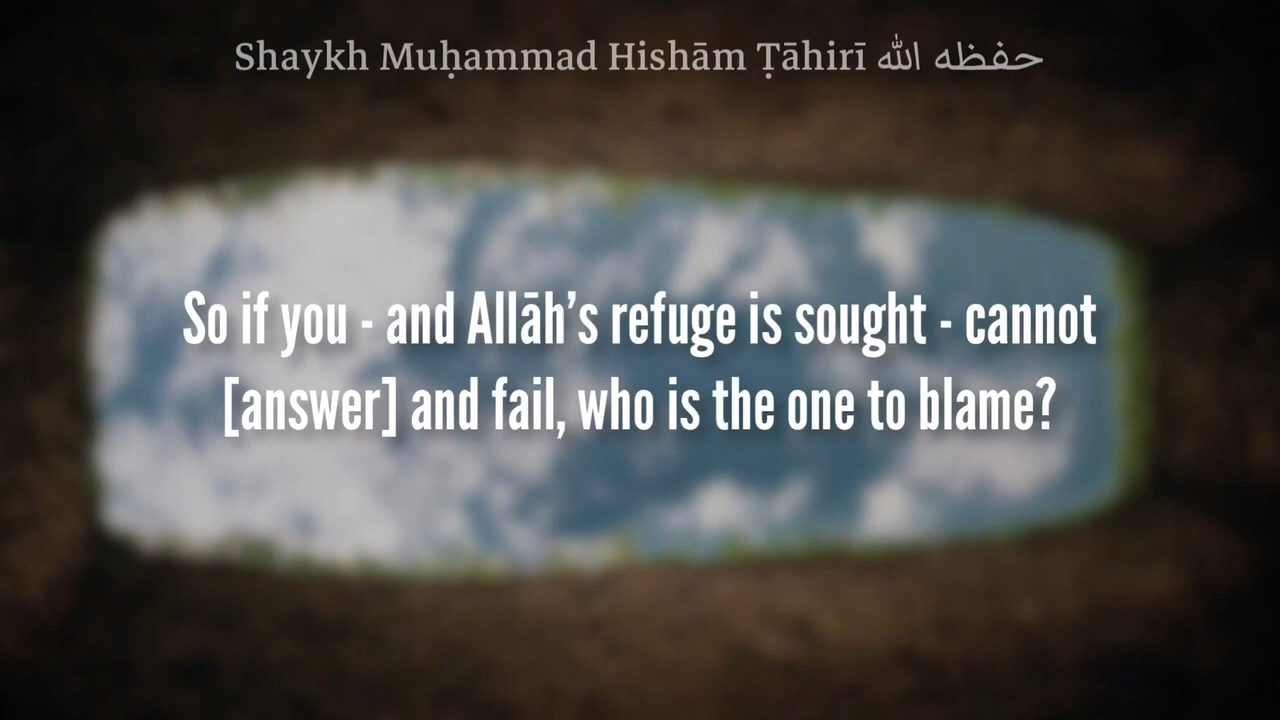 Shaykh Muḥammad Hishām Ṭāhirī حفظه الله
So if you - and Allāh’s refuge is sought - cannot
[answer] and fail, who is the one to blame?